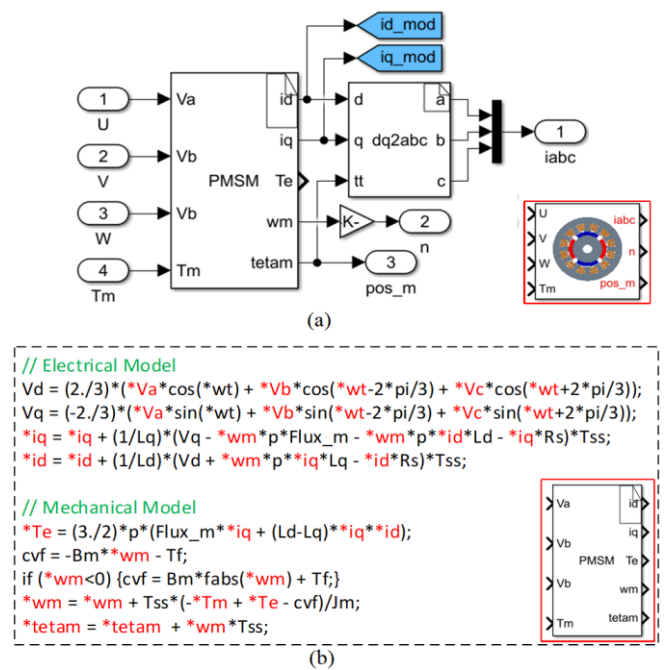 id_mod
iq_mod
1
U
2
V
3
W
4
Tm
Va
Vb
Vb
Tm
PMSM
id
iq
Te
wm
tetam
d
q
tt
dq2abc
a
b
c
1
iabc
K-
2
n
3
pos_m
U
V
W
Tm
iabc
n
pos_m
(a)
// Electrical Model
Vd = (2./3)*(*Va*cos(*wt) + *Vb*cos(*wt-2*pi/3) + *Vc*cos(*wt+2*pi/3));
Vq = (-2./3)*(*Va*sin(*wt) + *Vb*sin(*wt-2*pi/3) + *Vc*sin(*wt+2*pi/3));
*iq = *iq + (1/Lq)*(Vq - *wm*p*Flux_m - *wm*p**id*Ld - *iq*Rs)*Tss;
*id = *id + (1/Ld)*(Vd + *wm*p**iq*Lq - *id*Rs)*Tss;
// Mechanical Model
*Te = (3./2)*p*(Flux_m**iq + (Ld-Lq)**iq**id);
cvf = -Bm**wm - Tf;
if (*wm<0) {cvf = Bm*fabs(*wm) + Tf;}
*wm = *wm + Tss*(-*Tm + *Te - cvf)/Jm;
*tetam = *tetam + *wm*Tss;
Va
Vb
Vb
Tm
PMSM
id
iq
Te
wm
tetam
(b)